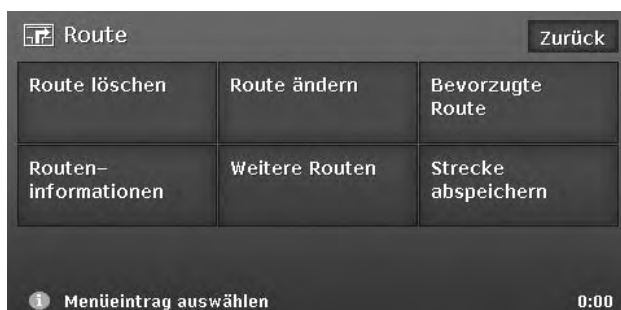 Route
Zurück
Route löschen
Route ändern
Bevorzugte
Route
Routen-
informationen
Weitere Routen
Strecke
abspeichern
Menüeintrag auswählen
0:00